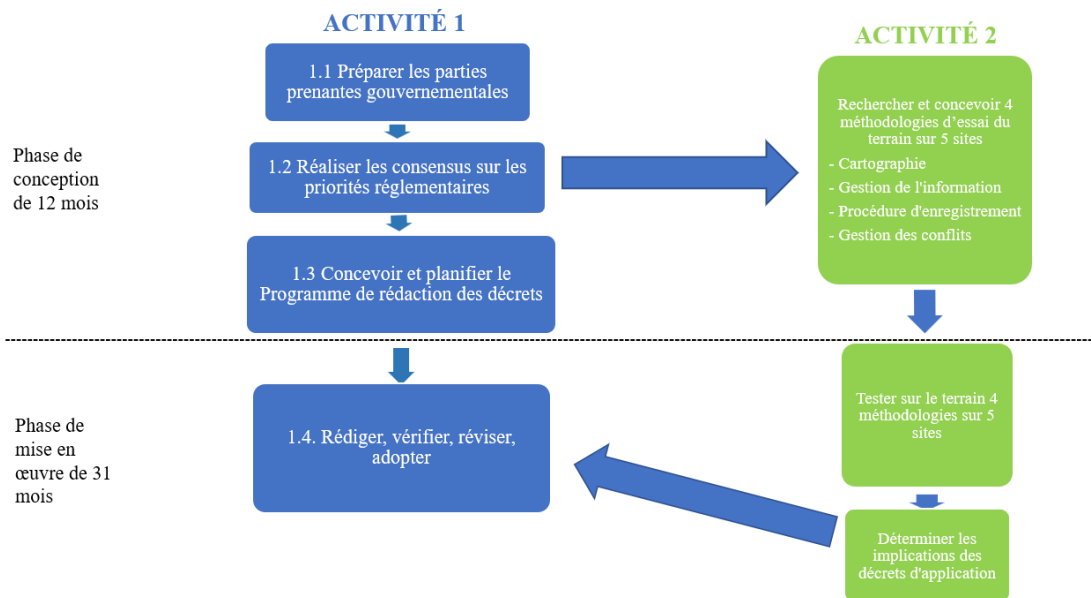 ACTIVITÉ 1
1.1 Préparer les parties
prenantes gouvernementales
1.2 Réaliser les consensus sur les
priorités réglementaires
1.3 Concevoir et planifier le
Programme de rédaction des décrets
1.4. Rédiger, vérifier, réviser,
adopter
ACTIVITÉ 2
Rechercher et concevoir 4
méthodologies d'essai du
terrain sur 5 sites
- Cartographie
- Gestion de l'information
- Procédure d'enregistrement
- Gestion des conflits
Tester sur le terrain 4
méthodologies sur 5
sites
Déterminer les
implications des
décrets d'application
Phase de
conception
de 12 mois
Phase de
mise en
œuvre de 31
mois